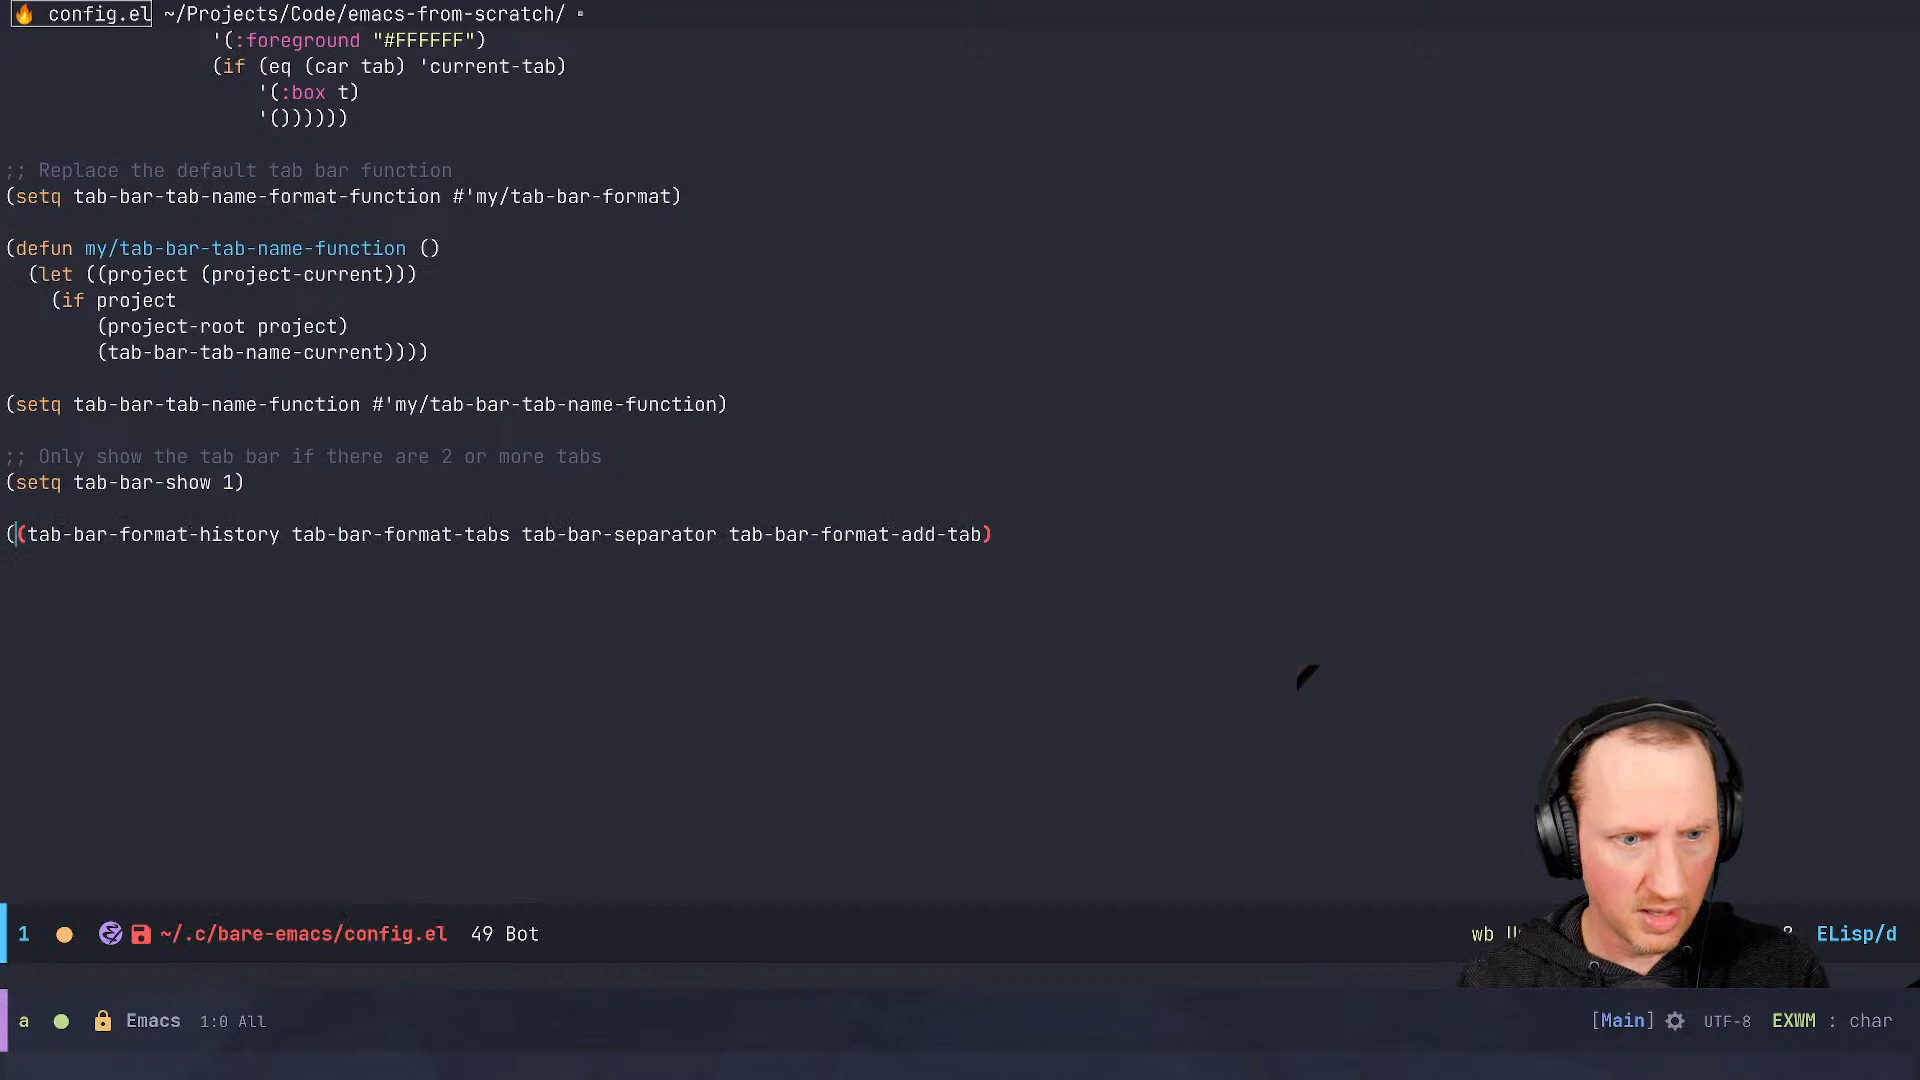 🔥 config.el ~/Projects/Code/emacs-from-scratch/
'(:foreground "#FFFFFF")
(if (eq (car tab) 'current-tab)
'(:box t)
'())))))
;; Replace the default tab bar function
(setq tab-bar-tab-name-format-function #'my/tab-bar-format)
(defun my/tab-bar-tab-name-function ()
(let ((project (project-current)))
(if project
(project-root project)
(tab-bar-tab-name-current))))
(setq tab-bar-tab-name-function #'my/tab-bar-tab-name-function)
;; Only show the tab bar if there are 2 or more tabs
(setq tab-bar-show 1)
((tab-bar-format-history tab-bar-format-tabs tab-bar-separator tab-bar-format-add-tab)
1 ~/.c/bare-emacs/config.el 49 Bot wb ELisp/d
a Emacs 1:0 All [Main] UTF-8 EXWM : char